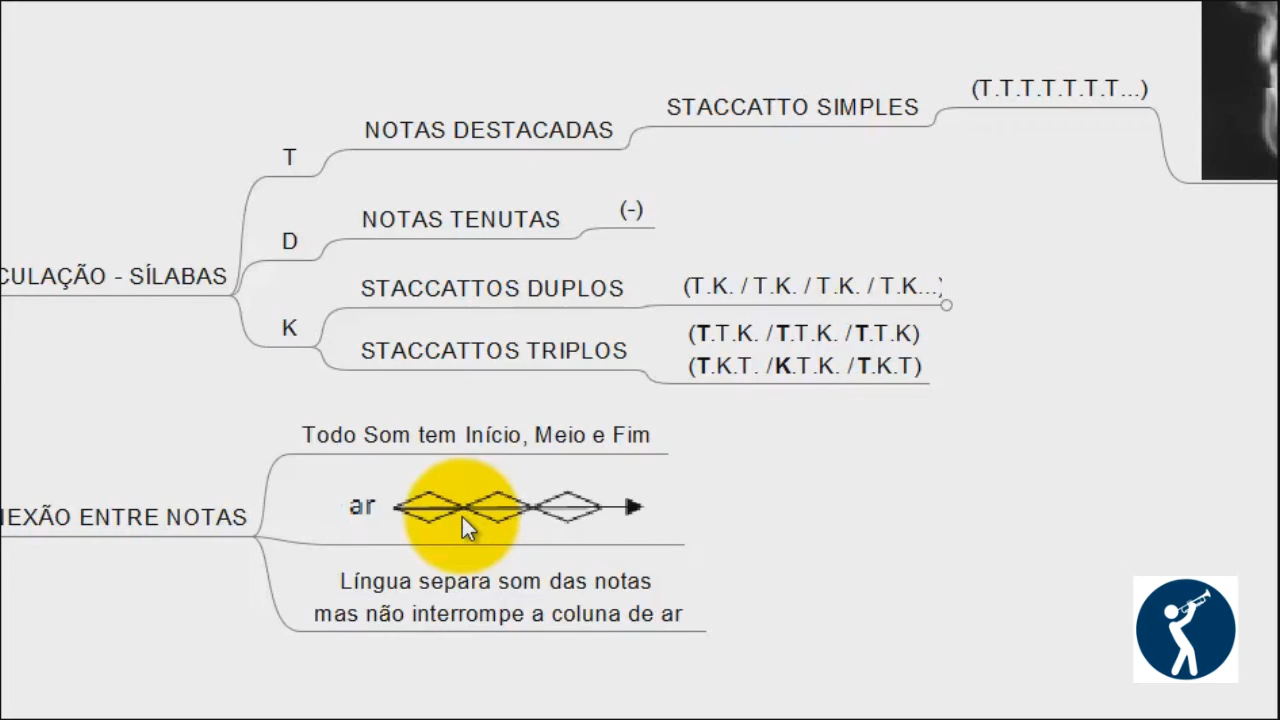 (T.T.T.T.T.T.T...)
STACCATTO SIMPLES
NOTAS DESTACADAS
T
(-)
NOTAS TENUTAS
D
CULAÇÃO - SÍLABAS
STACCATTOS DUPLOS
(T.K. / T.K. / T.K. / T.K...)
K
STACCATTOS TRIPLOS
(T.T.K. /T.T.K. /T.T.K)
(T.K.T. /K.T.K. /T.K.T)
Todo Som tem Início, Meio e Fim
ar
EXÃO ENTRE NOTAS
Língua separa som das notas
mas não interrompe a coluna de ar